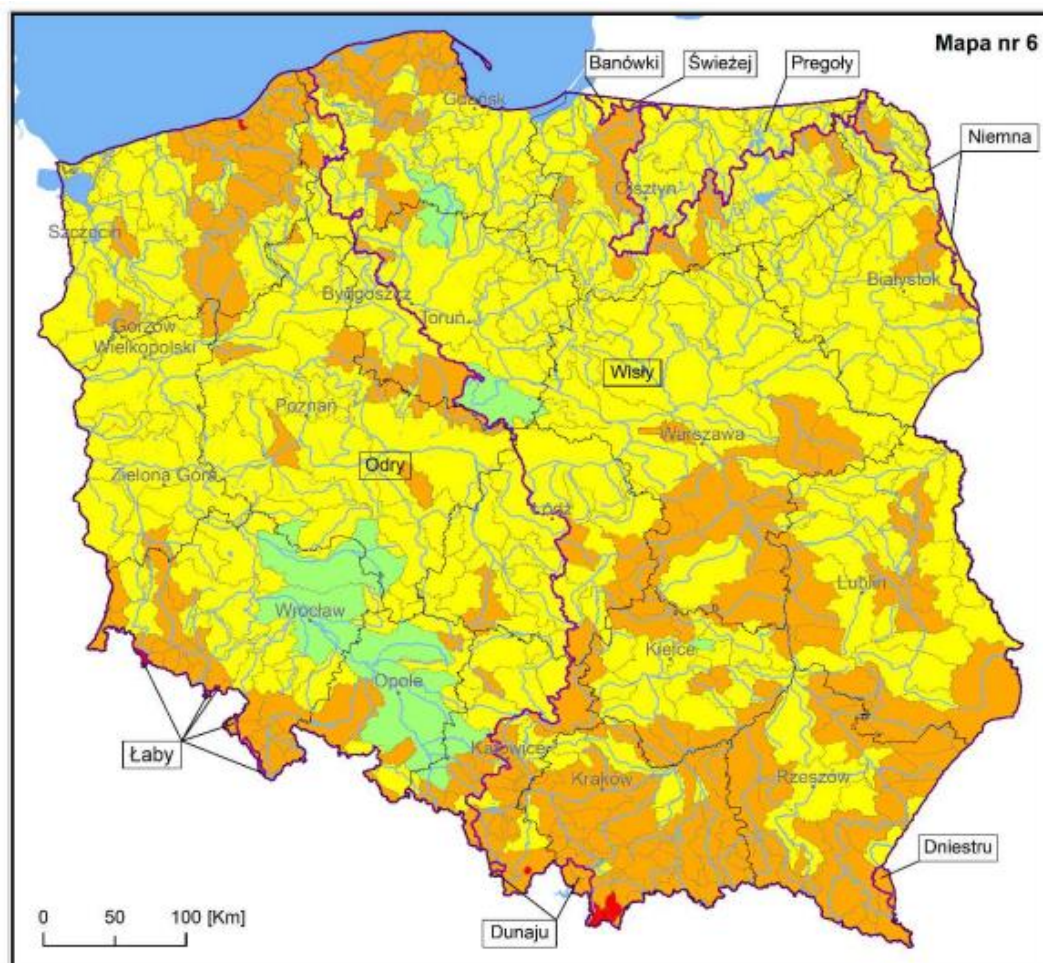 Mapa nr 6
Banówki
Świeżej
Pregoły
Gdańsk
Niemna
Olsztyn
Szczecin
Białystok
Bydgoszcz
Toruń
Gorzów
Wielkopolski
Wisły
Poznań
Warszawa
Odry
Zielona Góra
Łódź
Wrocław
Lublin
Kielce
Opole
Łaby
Katowice
Kraków
Rzeszów
Dniestru
0 50 100 [Km]
Dunaju